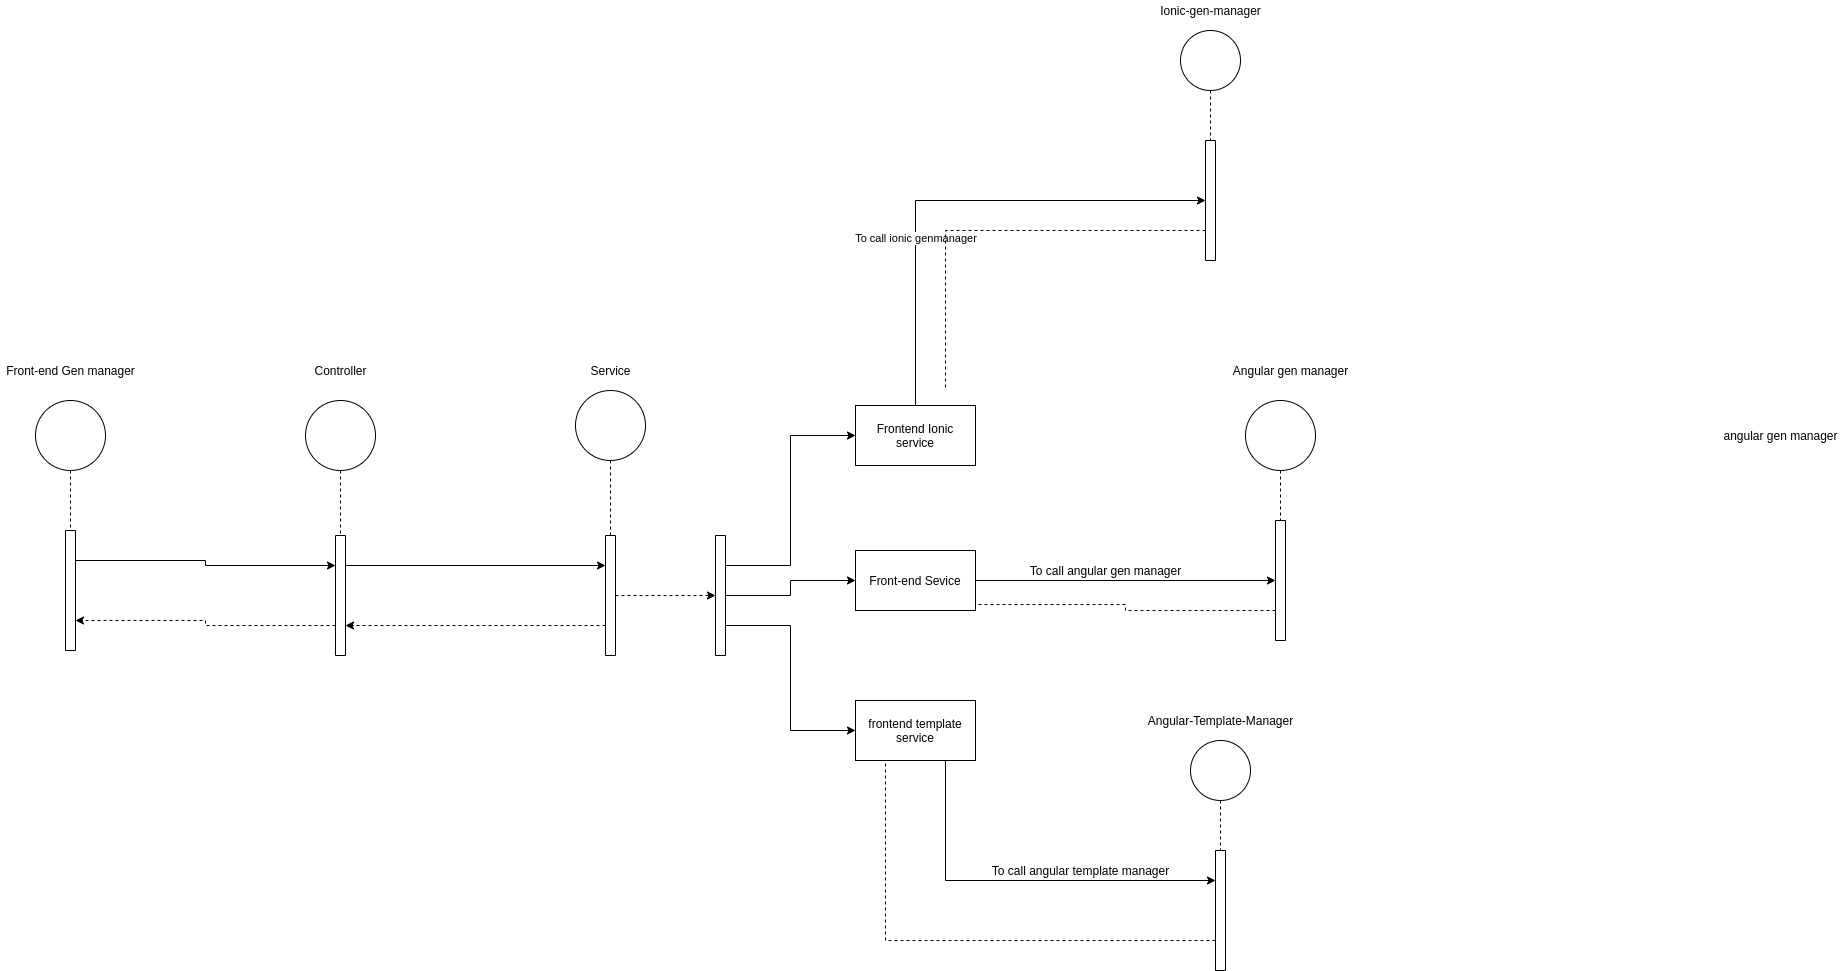 Ionic-gen-manager
To call ionic genmanager
Front-end Gen manager
Controller
Service
Angular gen manager
Frontend Ionic
service
angular gen manager
To call angular gen manager
Front-end Sevice
frontend template
service
Angular-Template-Manager
To call angular template manager